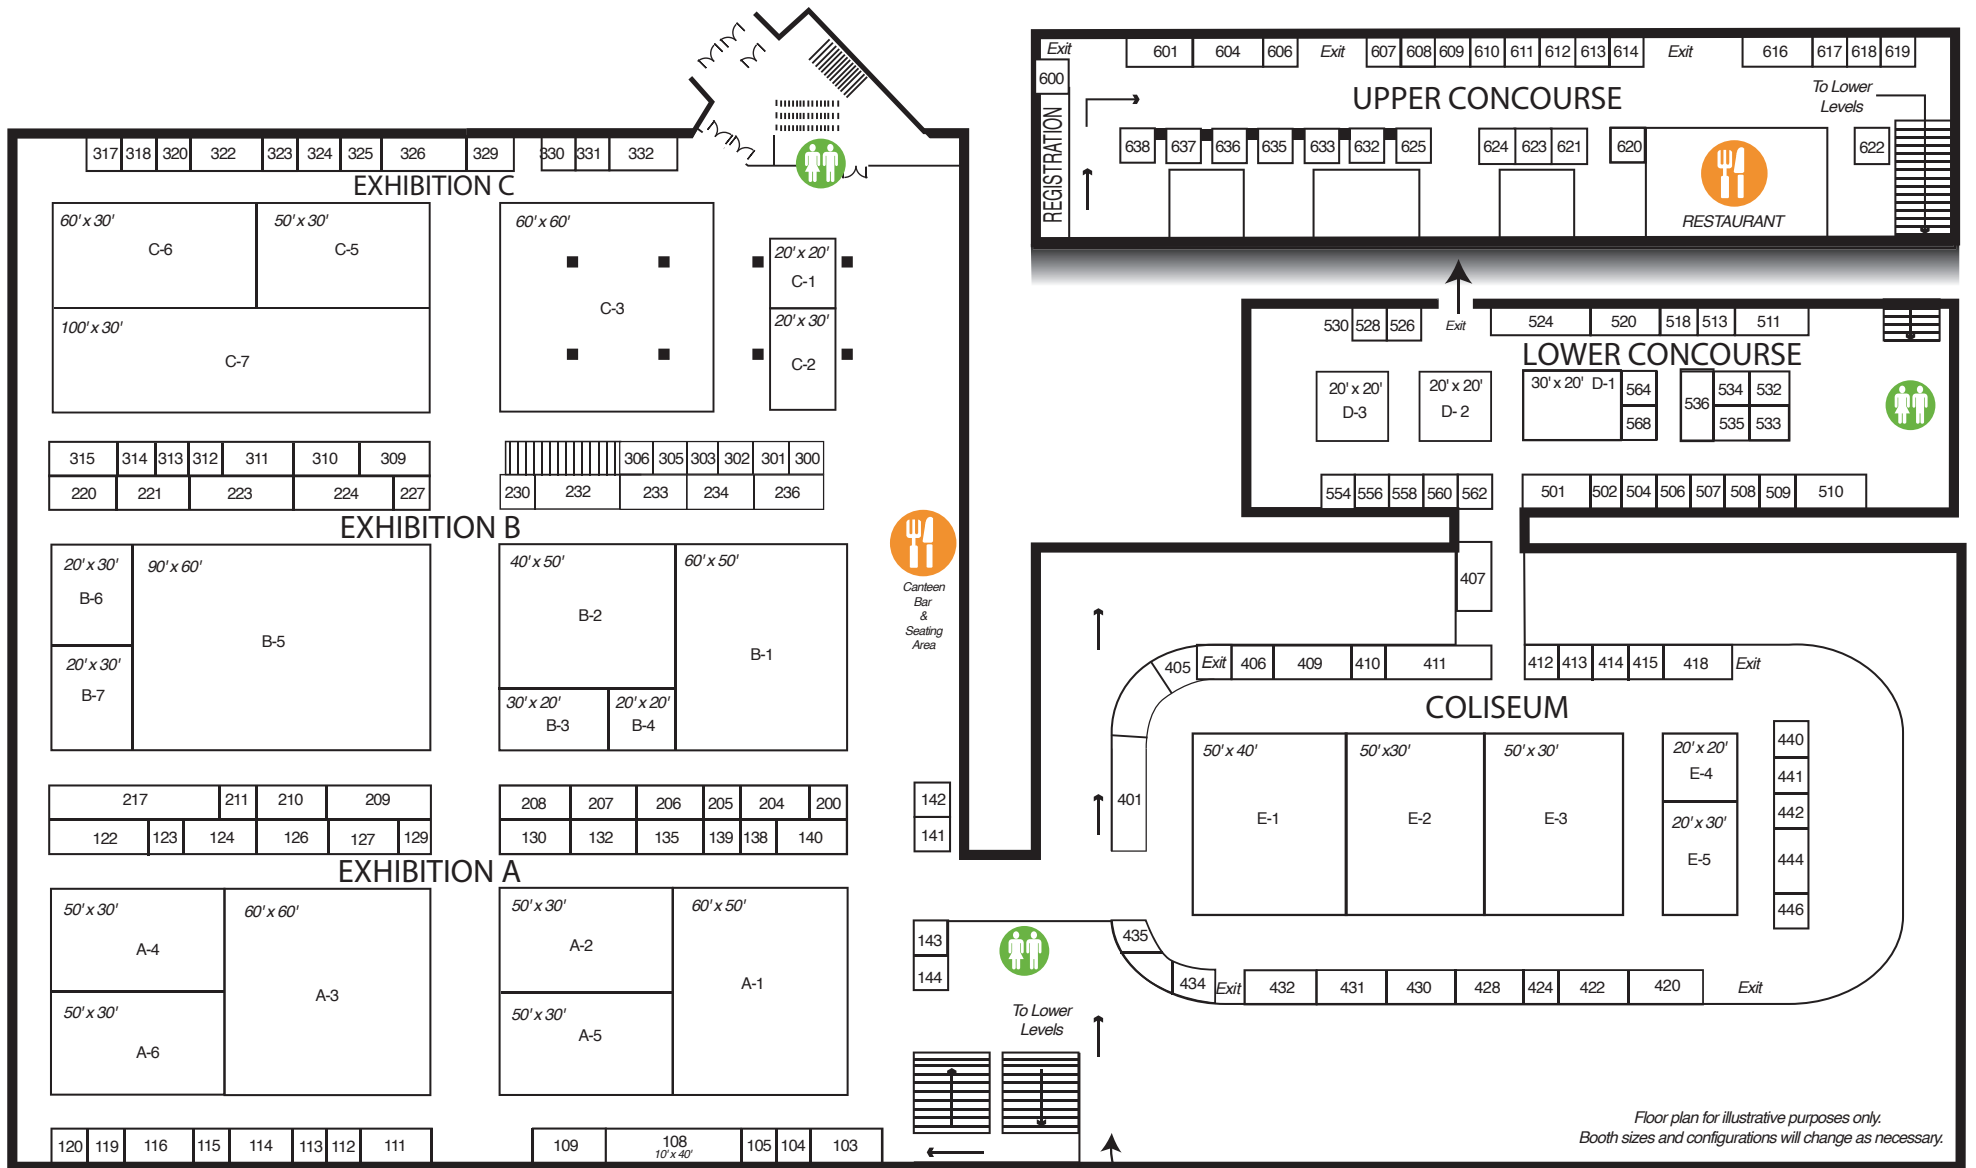 317 318 320 322 323 324 325 326 329 330 331 332
EXHIBITION C
60' x 30'
C-6
50' x 30'
C-5
100' x 30'
C-7
60' x 60'
C-3
20' x 20'
C-1
20' x 30'
C-2
315 314 313 312 311 310 309
306 305 303 302 301 300
220 221 223 224 227
230 232 233 234 236
EXHIBITION B
20' x 30'
B-6
90' x 60'
B-5
20' x 30'
B-7
40' x 50'
B-2
60' x 50'
B-1
30' x 20'
B-3
20' x 20'
B-4
Canteen
Bar
&
Seating
Area
217 211 210 209
208 207 206 205 204 200
122 123 124 126 127 129
130 132 135 139 138 140
142
141
EXHIBITION A
50' x 30'
A-4
60' x 60'
A-3
50' x 30'
A-6
50' x 30'
A-2
60' x 50'
A-1
50' x 30'
A-5
143
144
To Lower
Levels
120 119 116 115 114 113 112 111
109 108 105 104 103
10' x 40'
Exit 601 604 606 Exit 607 608 609 610 611 612 613 614 Exit 616 617 618 619
600
UPPER CONCOURSE
To Lower
Levels
REGISTRATION
638 637 636 635 633 632 625 624 623 621 620 622
RESTAURANT
530 528 526 Exit 524 520 518 513 511
LOWER CONCOURSE
20' x 20'
D-3
20' x 20'
D- 2
30' x 20' D-1
564
568
536
534 532
535 533
554 556 558 560 562
501 502 504 506 507 508 509 510
407
405 Exit 406 409 410 411
412 413 414 415 418 Exit
COLISEUM
401
50' x 40'
E-1
50' x30'
E-2
50' x 30'
E-3
20' x 20'
E-4
20' x 30'
E-5
440
441
442
444
446
435
434 Exit 432 431 430 428 424 422 420 Exit
Floor plan for illustrative purposes only.
Booth sizes and configurations will change as necessary.